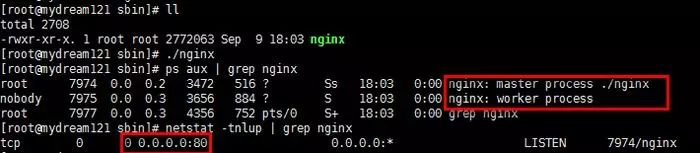 [root@mydream121 sbin]# ll
total 2708
-rwxr-xr-x. 1 root root 2772063 Sep  9 18:03 nginx
[root@mydream121 sbin]# ./nginx
[root@mydream121 sbin]# ps aux | grep nginx
root      7974  0.0  0.2   3472   516 ?        Ss   18:03   0:00 nginx: master process ./nginx
nobody    7975  0.0  0.3   3656   884 ?        S    18:03   0:00 nginx: worker process
root      7977  0.0  0.3   4356   752 pts/0    S+   18:03   0:00 grep nginx
[root@mydream121 sbin]# netstat -tnlup | grep nginx
tcp        0      0 0.0.0.0:80                  0.0.0.0:*                   LISTEN      7974/nginx